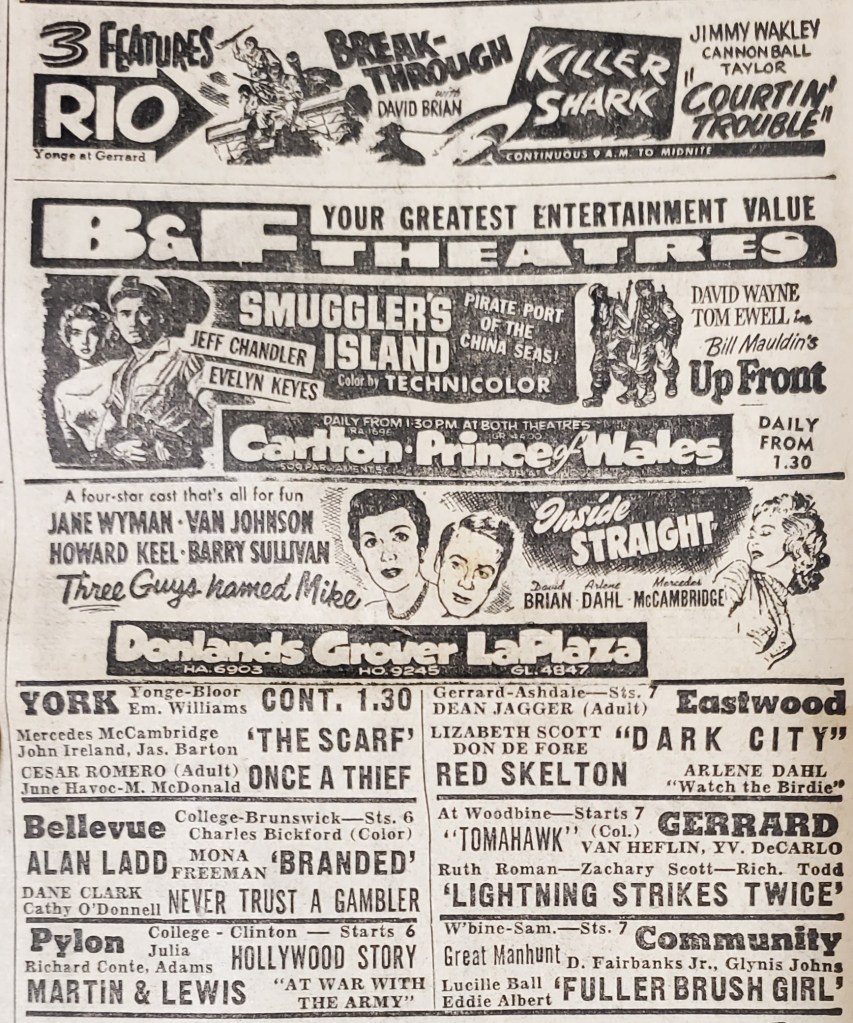 3 FEATURES
RIO
Yonge at Gerrard
BREAK-
THROUGH
with
DAVID BRIAN
KILLER
SHARK
JIMMY WAKLEY
CANNONBALL
TAYLOR
"COURTIN'
TROUBLE"
CONTINUOUS 9 A.M. TO MIDNITE
B&F THEATRES
YOUR GREATEST ENTERTAINMENT VALUE
SMUGGLER'S
ISLAND
JEFF CHANDLER
EVELYN KEYES
PIRATE PORT
OF THE
CHINA SEAS!
Color by TECHNICOLOR
DAVID WAYNE
TOM EWELL in
Bill Mauldin's
Up Front
DAILY FROM 1:30 P.M. AT BOTH THEATRES
Carlton · Prince of Wales
DAILY
FROM
1.30
A four-star cast that's all for fun
JANE WYMAN · VAN JOHNSON
HOWARD KEEL · BARRY SULLIVAN
Three Guys named Mike
Inside
STRAIGHT
David Arlene Mercedes
BRIAN · DAHL · McCAMBRIDGE
Donlands Grover LaPlaza
HA. 6903 HO. 9245 GL. 4847
YORK Yonge-Bloor
Em. Williams CONT. 1.30
Mercedes McCambridge
John Ireland, Jas. Barton 'THE SCARF'
CESAR ROMERO (Adult)
June Havoc-M. McDonald ONCE A THIEF
Gerrard-Ashdale—Sts. 7
DEAN JAGGER (Adult) Eastwood
LIZABETH SCOTT
DON DE FORE "DARK CITY"
RED SKELTON ARLENE DAHL
"Watch the Birdie"
Bellevue College-Brunswick—Sts. 6
Charles Bickford (Color)
ALAN LADD MONA
FREEMAN 'BRANDED'
DANE CLARK
Cathy O'Donnell NEVER TRUST A GAMBLER
At Woodbine—Starts 7
"TOMAHAWK" (Col.) GERRARD
VAN HEFLIN, YV. DeCARLO
Ruth Roman—Zachary Scott—Rich. Todd
'LIGHTNING STRIKES TWICE'
Pylon College - Clinton — Starts 6
Julia
Richard Conte, Adams HOLLYWOOD STORY
MARTIN & LEWIS "AT WAR WITH
THE ARMY"
W'bine-Sam.—Sts. 7 Community
Great Manhunt D. Fairbanks Jr., Glynis Johns
Lucille Ball
Eddie Albert 'FULLER BRUSH GIRL'